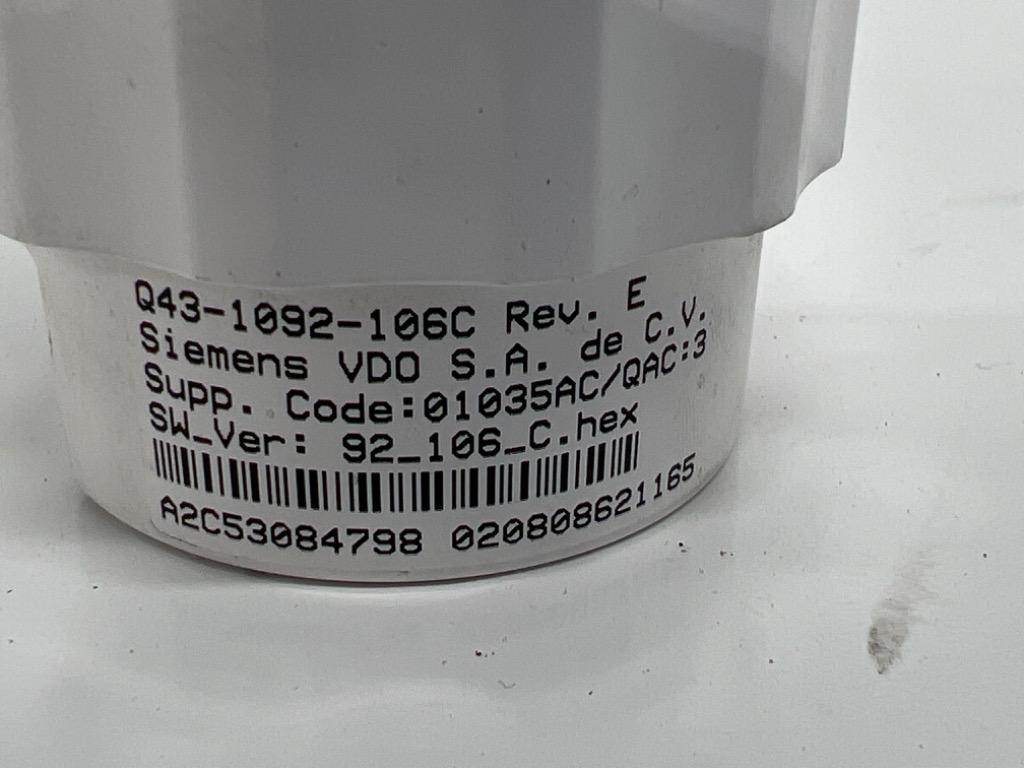 Q43-1092-106C Rev. E
Siemens VDO S.A. de C.V.
Supp. Code:01035AC/QAC:3
SW_Ver: 92_106_C.hex
A2C53084798 020808621165